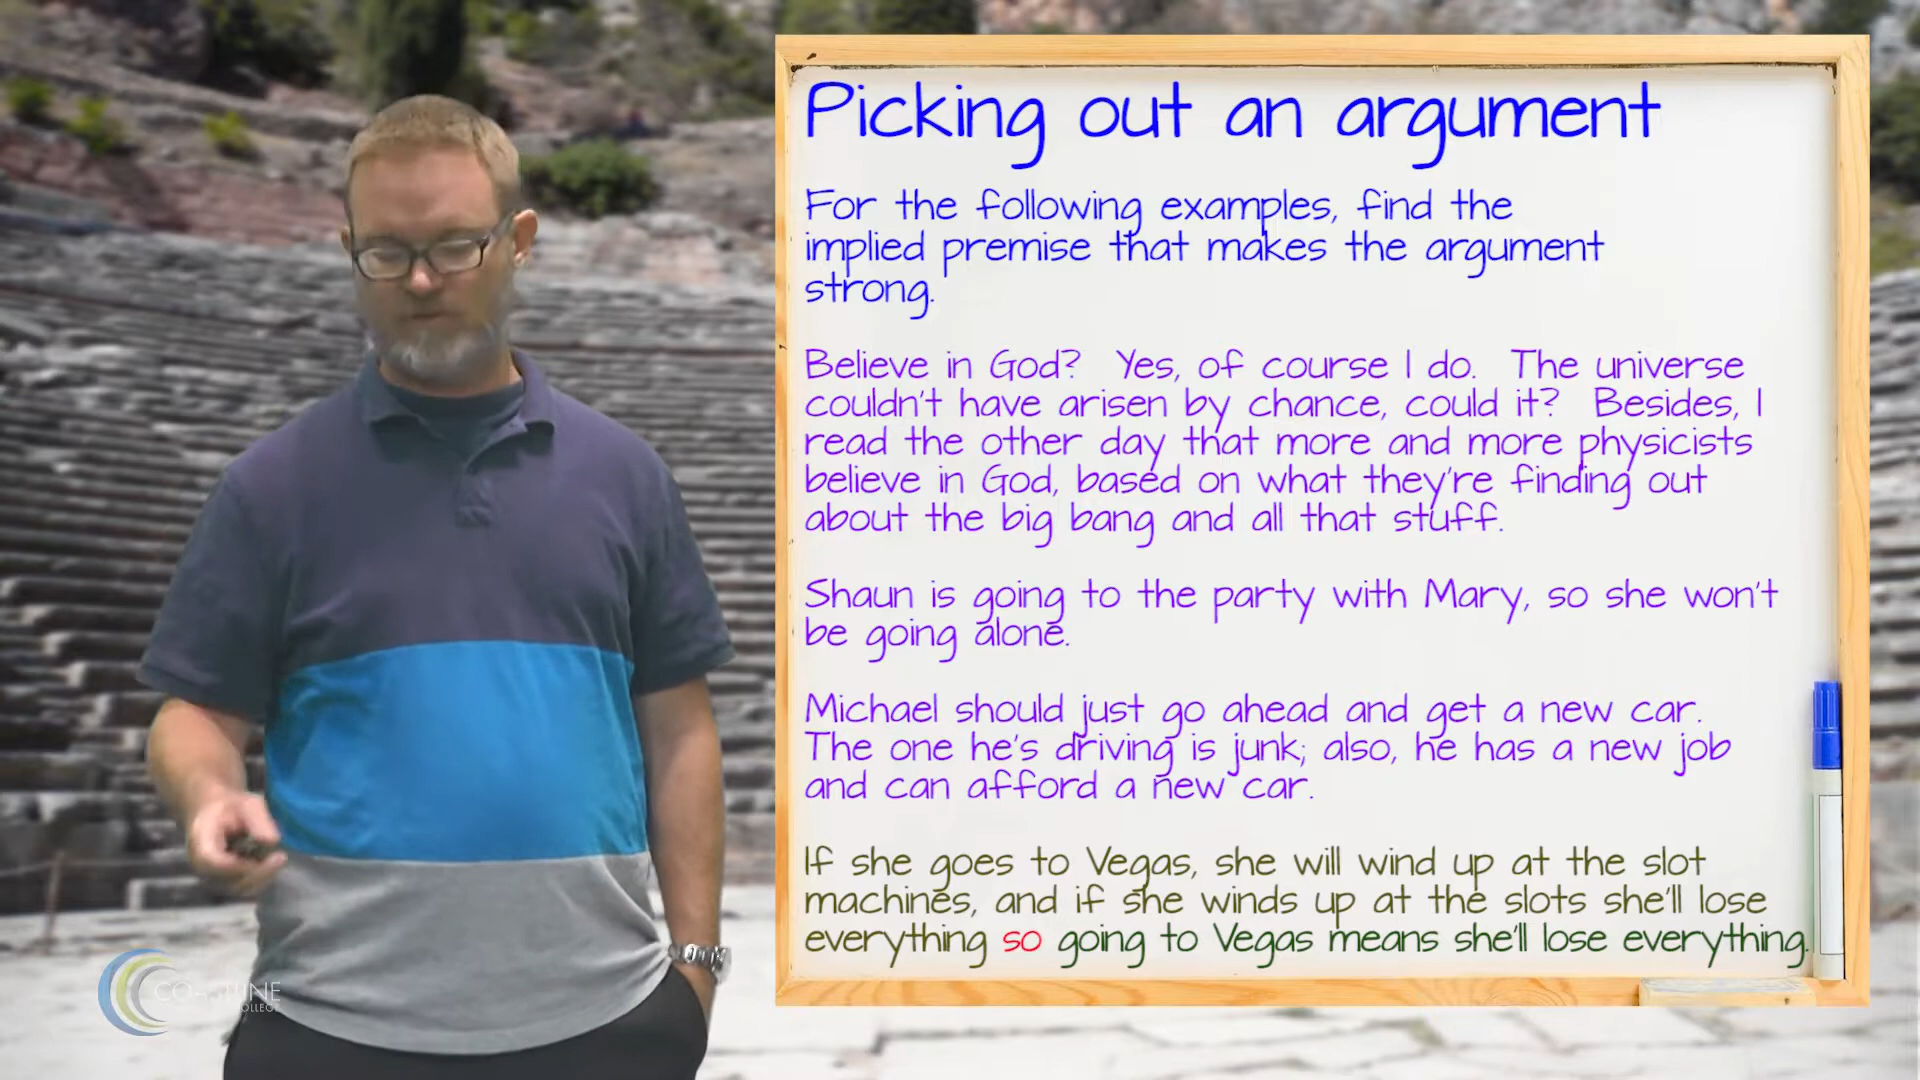 Picking out an argument
For the following examples, find the
implied premise that makes the argument
strong.
Believe in God?  Yes, of course I do.  The universe
couldn't have arisen by chance, could it?  Besides, I
read the other day that more and more physicists
believe in God, based on what they're finding out
about the big bang and all that stuff.
Shaun is going to the party with Mary, so she won't
be going alone.
Michael should just go ahead and get a new car.
The one he's driving is junk; also, he has a new job
and can afford a new car.
If she goes to Vegas, she will wind up at the slot
machines, and if she winds up at the slots she'll lose
everything so going to Vegas means she'll lose everything.